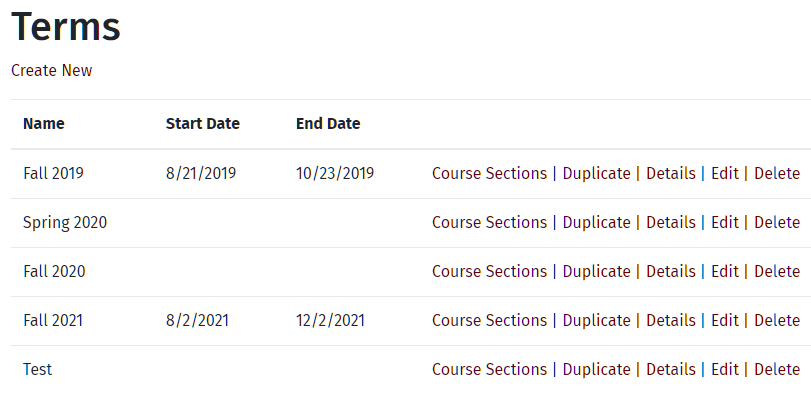 Terms
Create New
Name Start Date End Date
Fall 2019 8/21/2019 10/23/2019 Course Sections | Duplicate | Details | Edit | Delete
Spring 2020 Course Sections | Duplicate | Details | Edit | Delete
Fall 2020 Course Sections | Duplicate | Details | Edit | Delete
Fall 2021 8/2/2021 12/2/2021 Course Sections | Duplicate | Details | Edit | Delete
Test Course Sections | Duplicate | Details | Edit | Delete